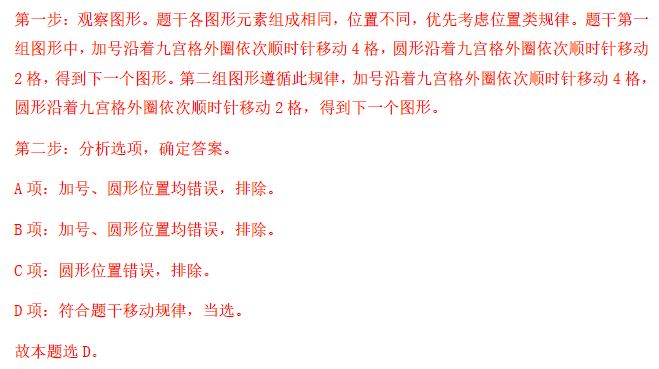 第一步：观察图形。题干各图形元素组成相同，位置不同，优先考虑位置类规律。题干第一
组图形中，加号沿着九宫格外圈依次顺时针移动 4 格，圆形沿着九宫格外圈依次顺时针移动
2 格，得到下一个图形。第二组图形遵循此规律，加号沿着九宫格外圈依次顺时针移动 4 格，
圆形沿着九宫格外圈依次顺时针移动 2 格，得到下一个图形。
第二步：分析选项，确定答案。
A 项：加号、圆形位置均错误，排除。
B 项：加号、圆形位置均错误，排除。
C 项：圆形位置错误，排除。
D 项：符合题干移动规律，当选。
故本题选 D。